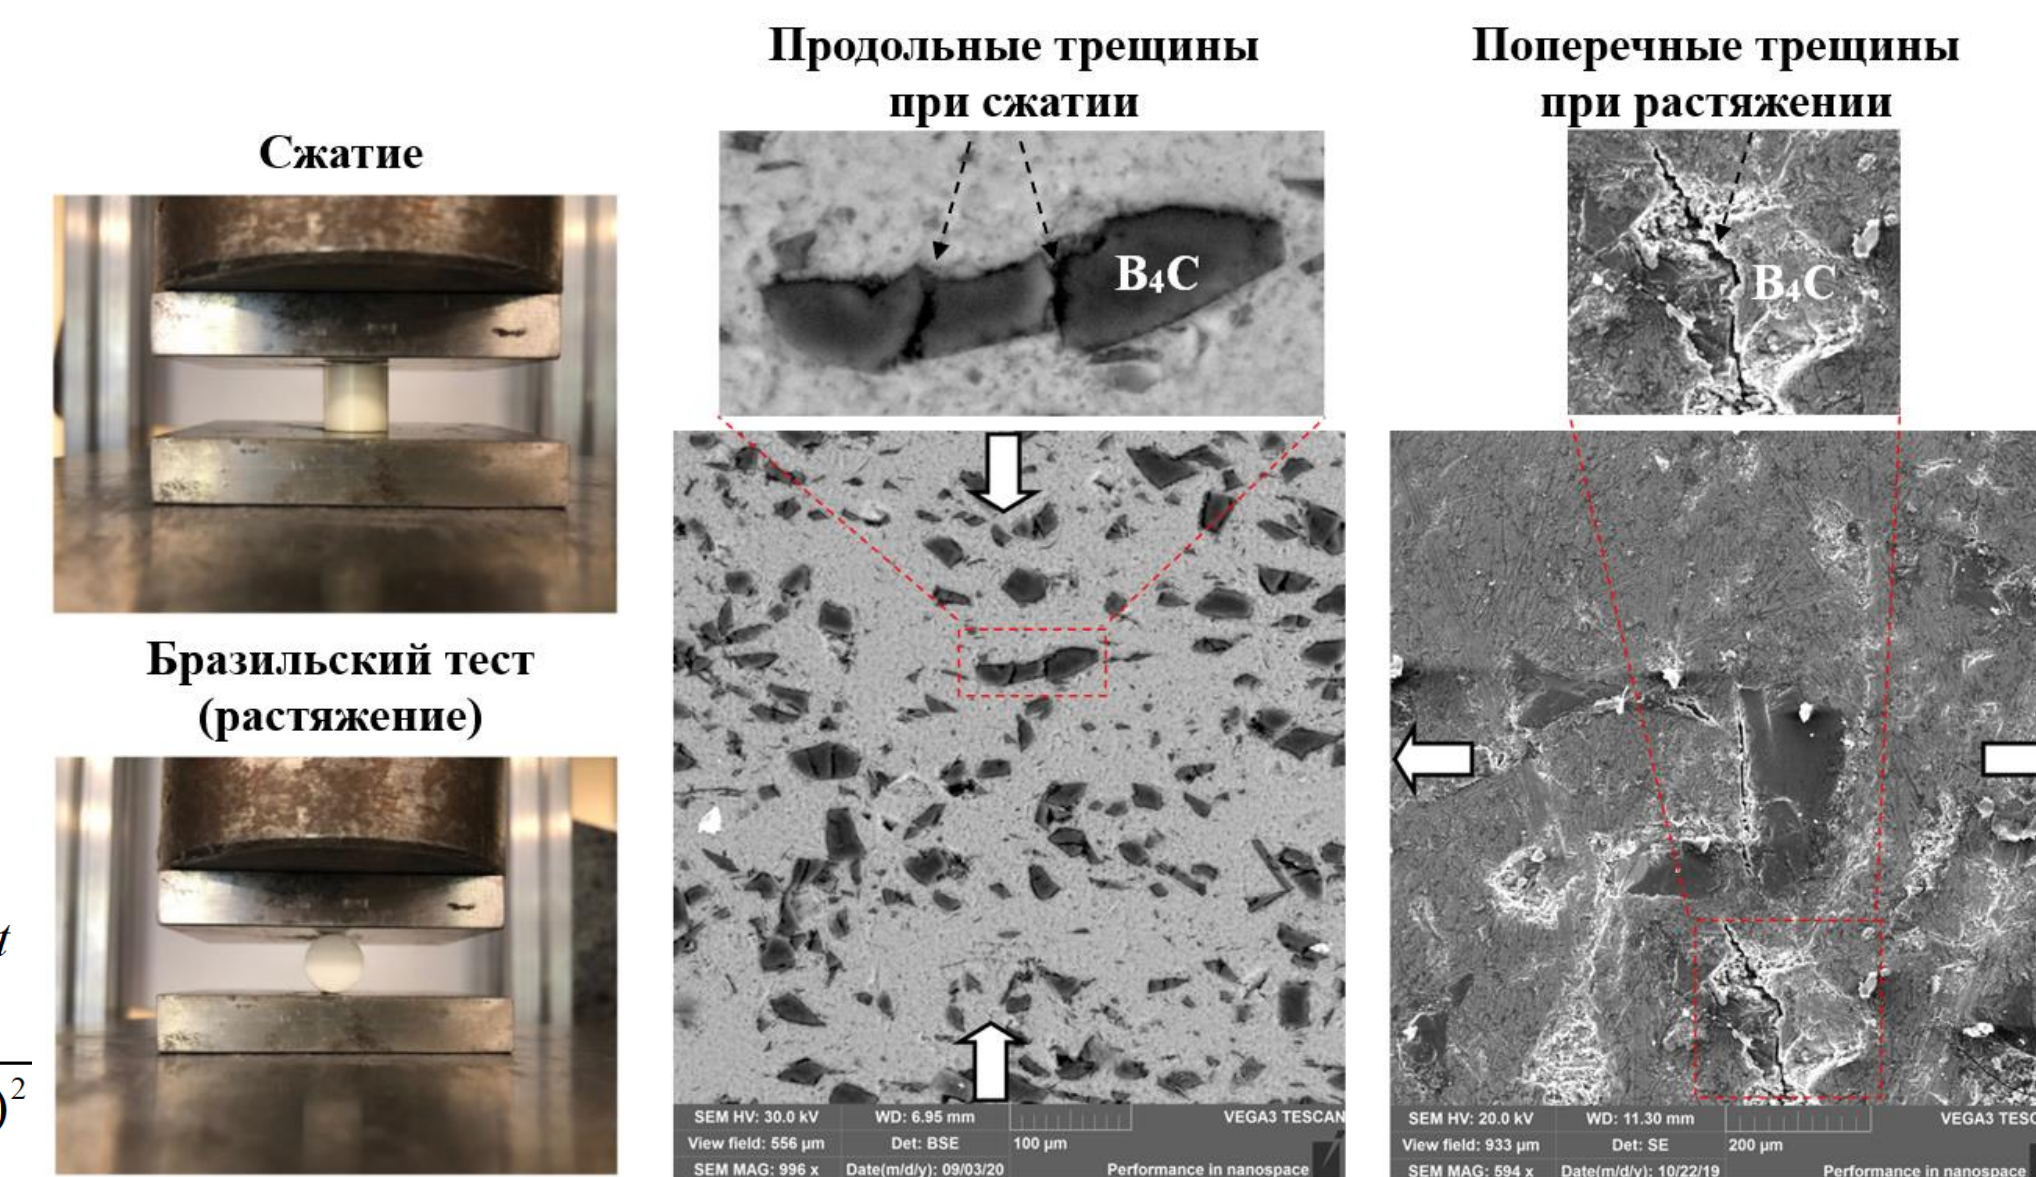 Сжатие
Бразильский тест
(растяжение)
t
)²
Продольные трещины
при сжатии
B₄C
SEM HV: 30.0 kV
WD: 6.95 mm
VEGA3 TESCAN
View field: 556 µm
Det: BSE
100 µm
SEM MAG: 996 x
Date(m/d/y): 09/03/20
Performance in nanospace
Поперечные трещины
при растяжении
B₄C
SEM HV: 20.0 kV
WD: 11.30 mm
VEGA3 TESC
View field: 933 µm
Det: SE
200 µm
SEM MAG: 594 x
Date(m/d/y): 10/22/19
Performance in nanospace